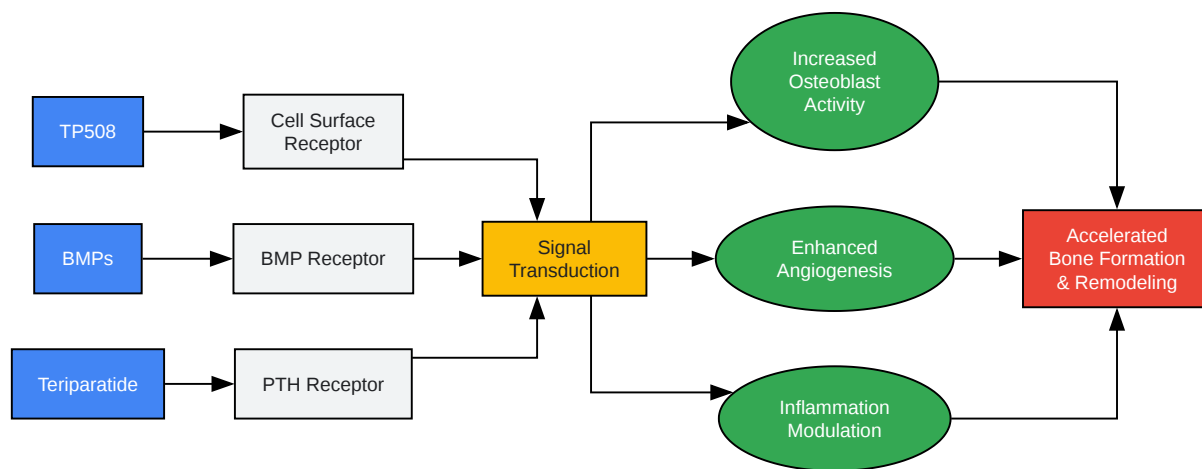 TP508
Cell Surface
Receptor
BMPs
BMP Receptor
Teriparatide
PTH Receptor
Signal
Transduction
Increased
Osteoblast
Activity
Enhanced
Angiogenesis
Inflammation
Modulation
Accelerated
Bone Formation
& Remodeling